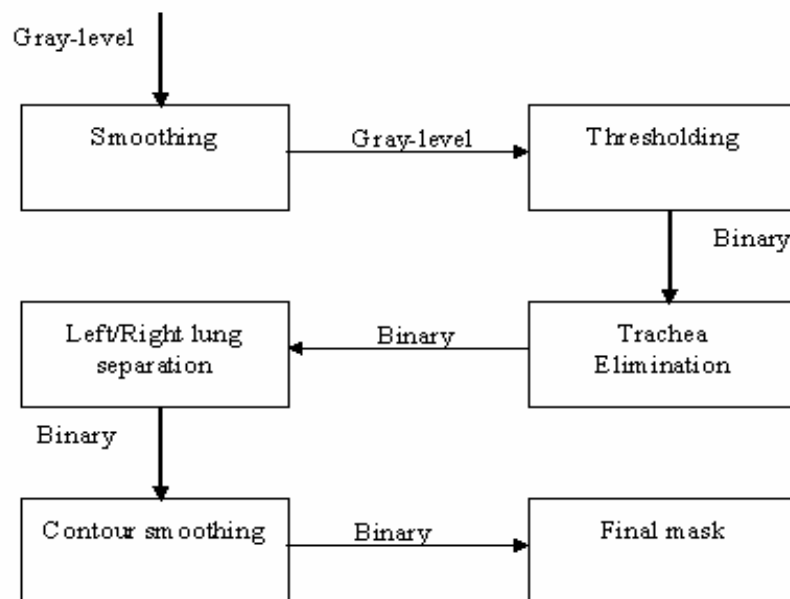 Gray-level
Smoothing
Gray-level
Thresholding
Binary
Left/Right lung
separation
Binary
Trachea
Elimination
Binary
Contour smoothing
Binary
Final mask